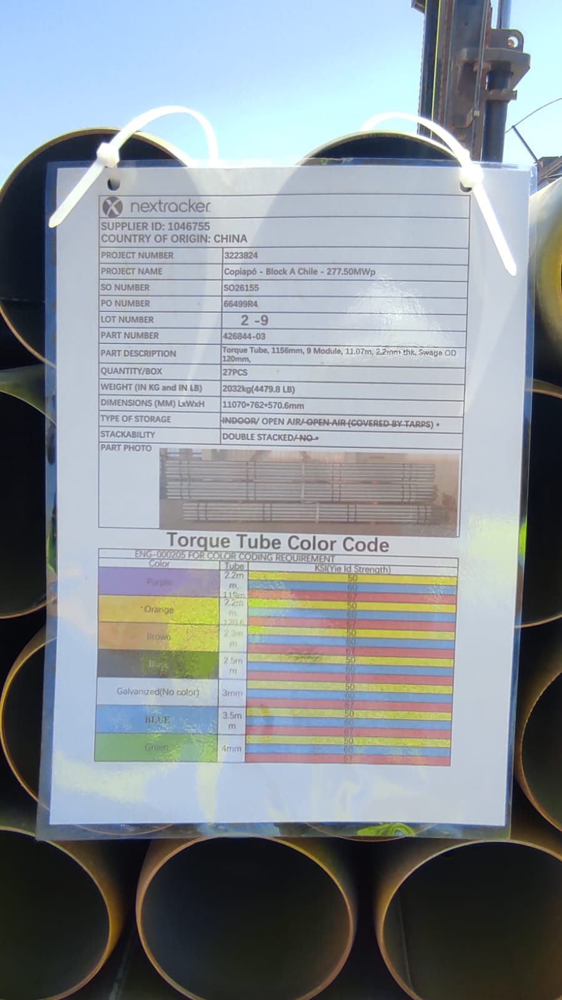 nextracker.
SUPPLIER ID: 1046755
COUNTRY OF ORIGIN: CHINA
PROJECT NUMBER 3223824
PROJECT NAME Copiapó - Block A Chile - 277.50MWp
SO NUMBER SO26155
PO NUMBER 66499R4
LOT NUMBER 2 -9
PART NUMBER 426844-03
PART DESCRIPTION Torque Tube, 1156mm, 9 Module, 11.07m, 2.2mm thk, Swage OD
120mm,
QUANTITY/BOX 27PCS
WEIGHT (IN KG and IN LB) 2032kg(4479.8 LB)
DIMENSIONS (MM) LxWxH 11070*762*570.6mm
TYPE OF STORAGE INDOOR/ OPEN AIR/ OPEN AIR (COVERED BY TARPS) *
STACKABILITY DOUBLE STACKED/ NO *
PART PHOTO
Torque Tube Color Code
ENG-000205 FOR COLOR CODING REQUIREMENT
Color Tube KSI(Yie ld Strength)
Purple 2.2m
m,
50
60
67
Orange 2.2m
m,
120.6
50
60
67
Brown 2.3m
m
50
60
67
Black 2.5m
m
50
60
67
Galvanized(No color) 3mm
50
60
67
BLUE 3.5m
m
50
60
67
Green 4mm
50
60
67